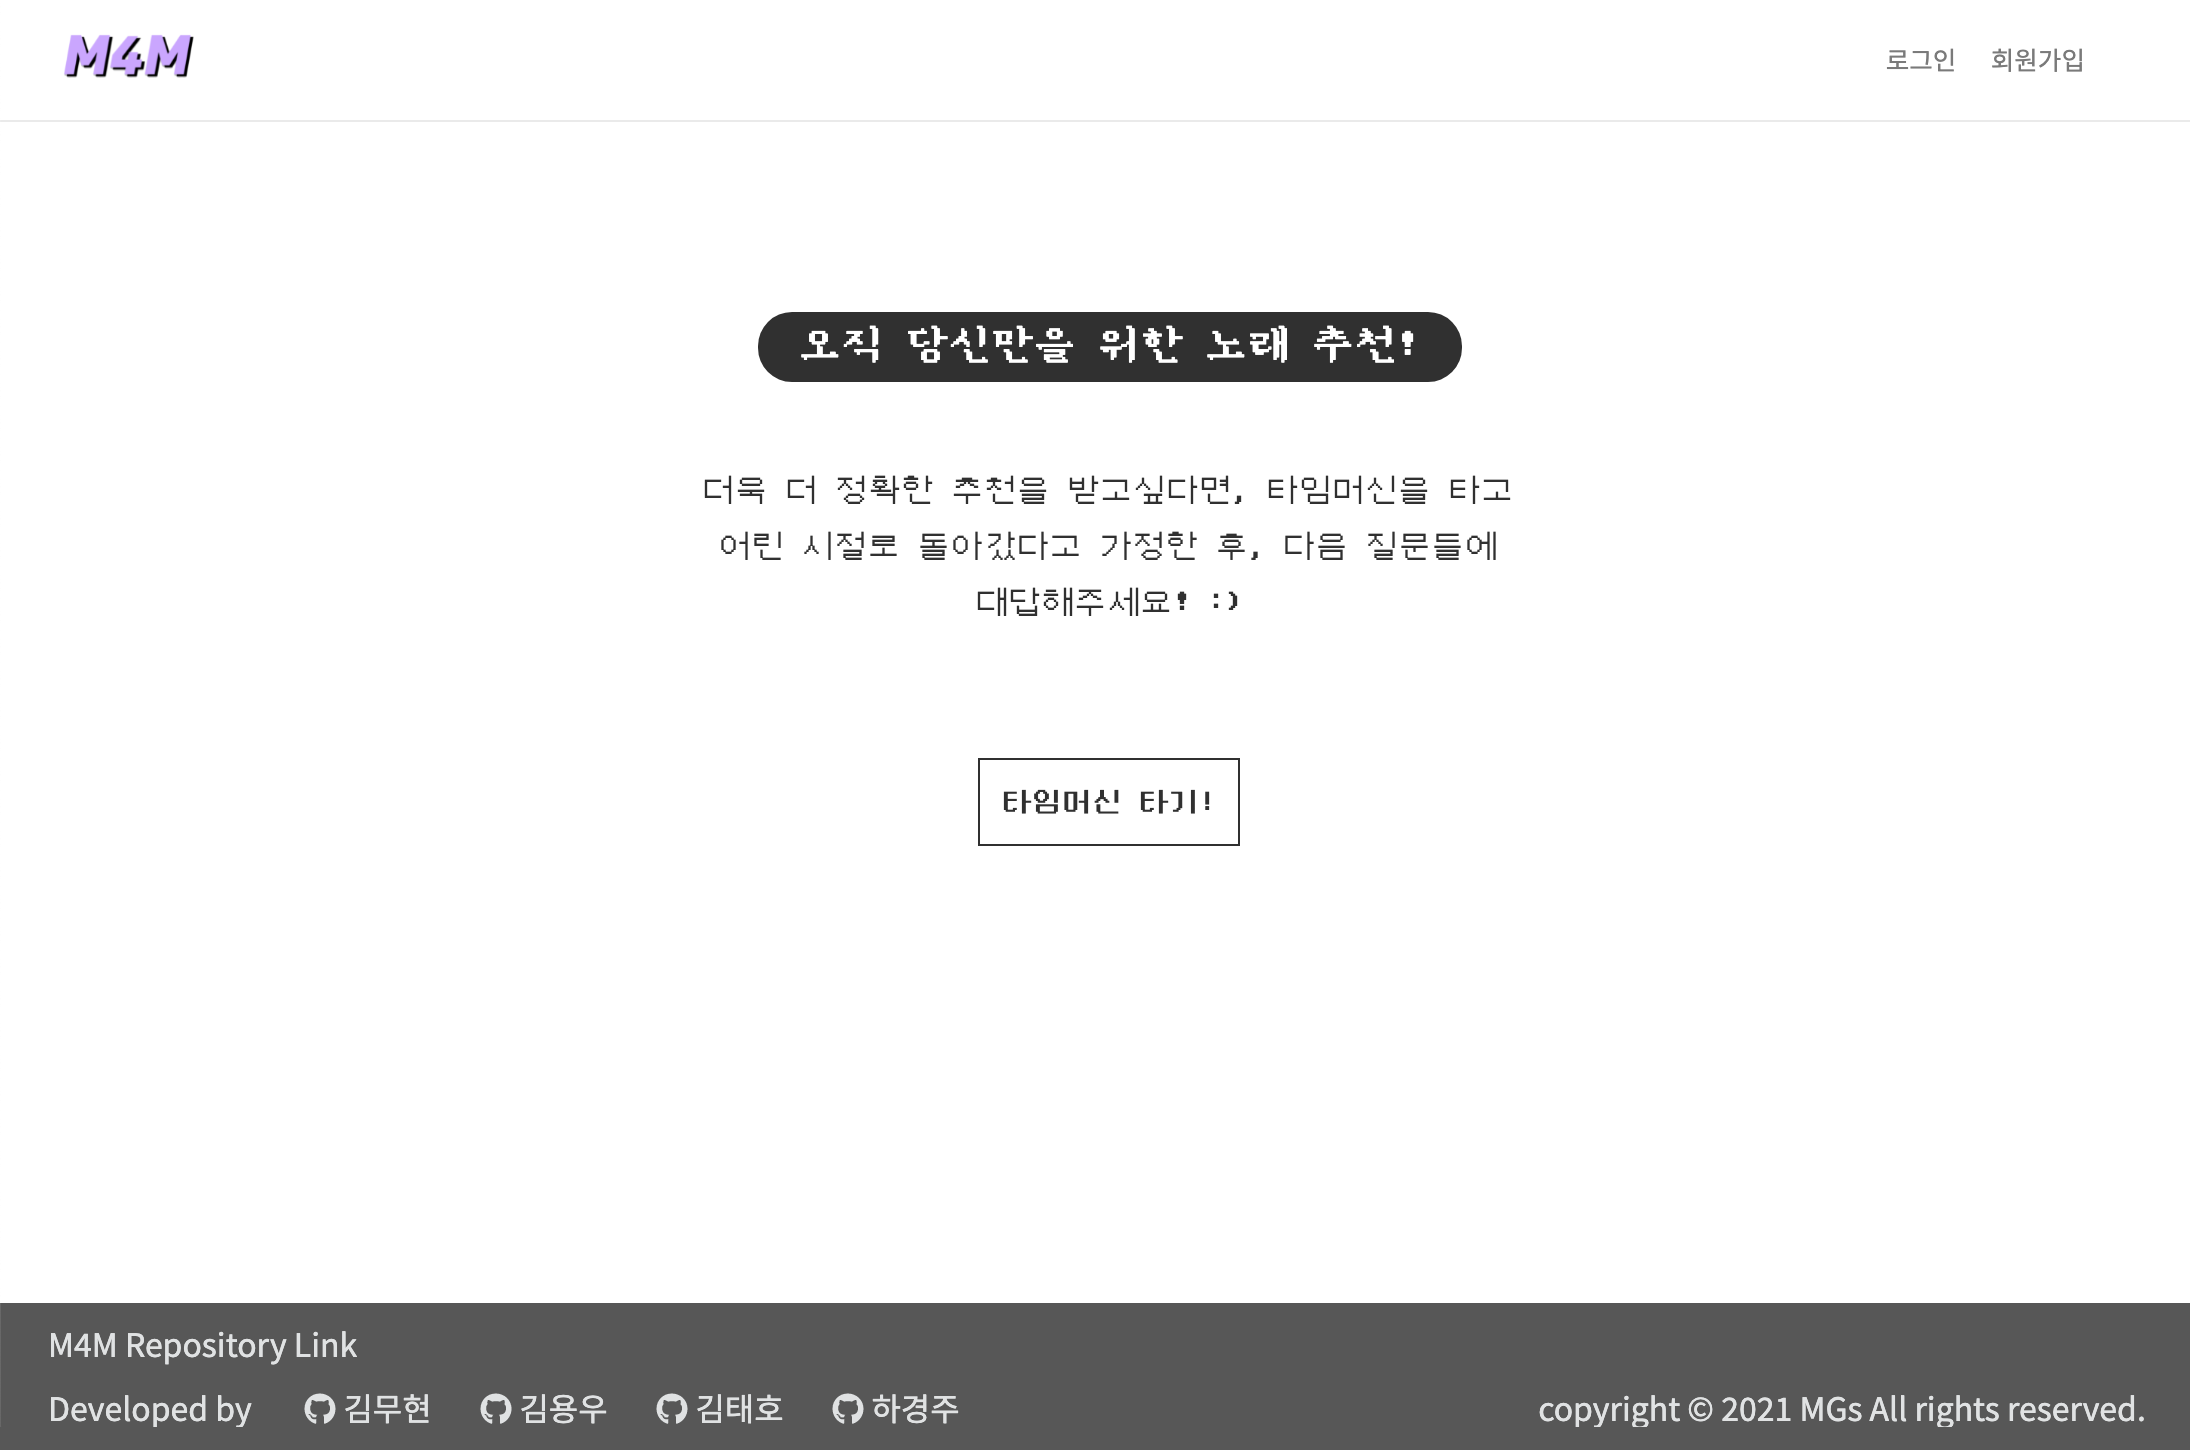 M4M
로그인 회원가입
오직 당신만을 위한 노래 추천!
더욱 더 정확한 추천을 받고싶다면, 타임머신을 타고
어린 시절로 돌아갔다고 가정한 후, 다음 질문들에
대답해주세요! :)
타임머신 타기!
M4M Repository Link
Developed by 김무현 김용우 김태호 하경주
copyright © 2021 MGs All rights reserved.